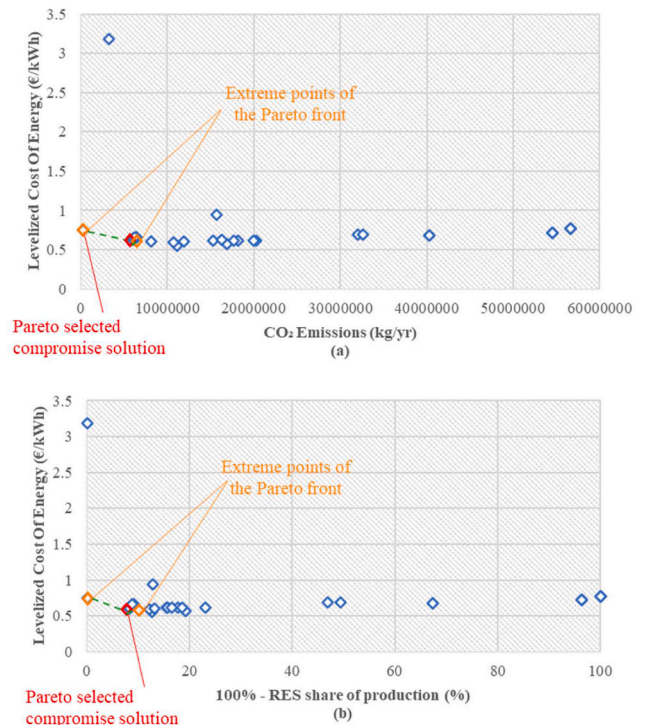 3.5
3
2.5
2
1.5
1
0.5
0
Levelized Cost Of Energy (€/kWh)
Extreme points of
the Pareto front
0
10000000
20000000
30000000
40000000
50000000
60000000
Pareto selected
compromise solution
CO₂ Emissions (kg/yr)
(a)
3.5
3
2.5
2
1.5
1
0.5
0
Levelized Cost Of Energy (€/kWh)
Extreme points of
the Pareto front
0
20
40
60
80
100
Pareto selected
compromise solution
100% - RES share of production (%)
(b)